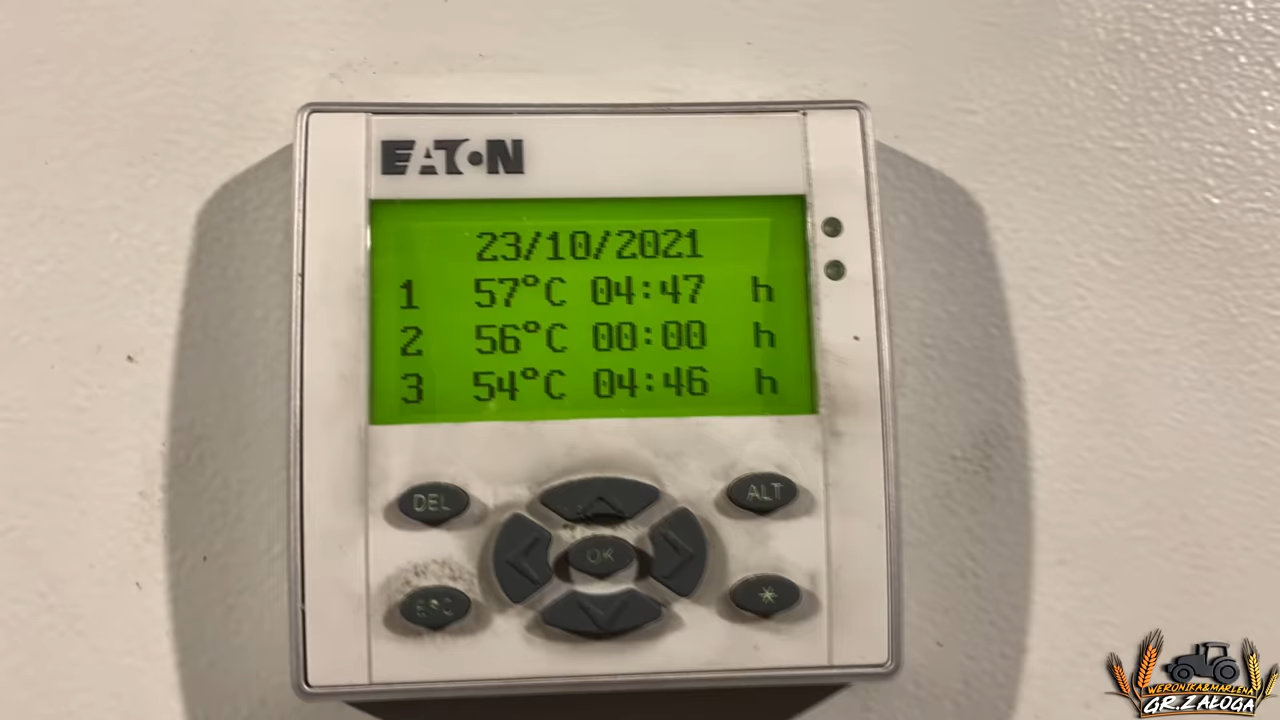 EATON
23/10/2021
1 57°C 04:47 h
2 56°C 00:00 h
3 54°C 04:46 h
DEL
ALT
OK
ESC
*
WERONIKA&MARLENA
GR.ZAŁOGA